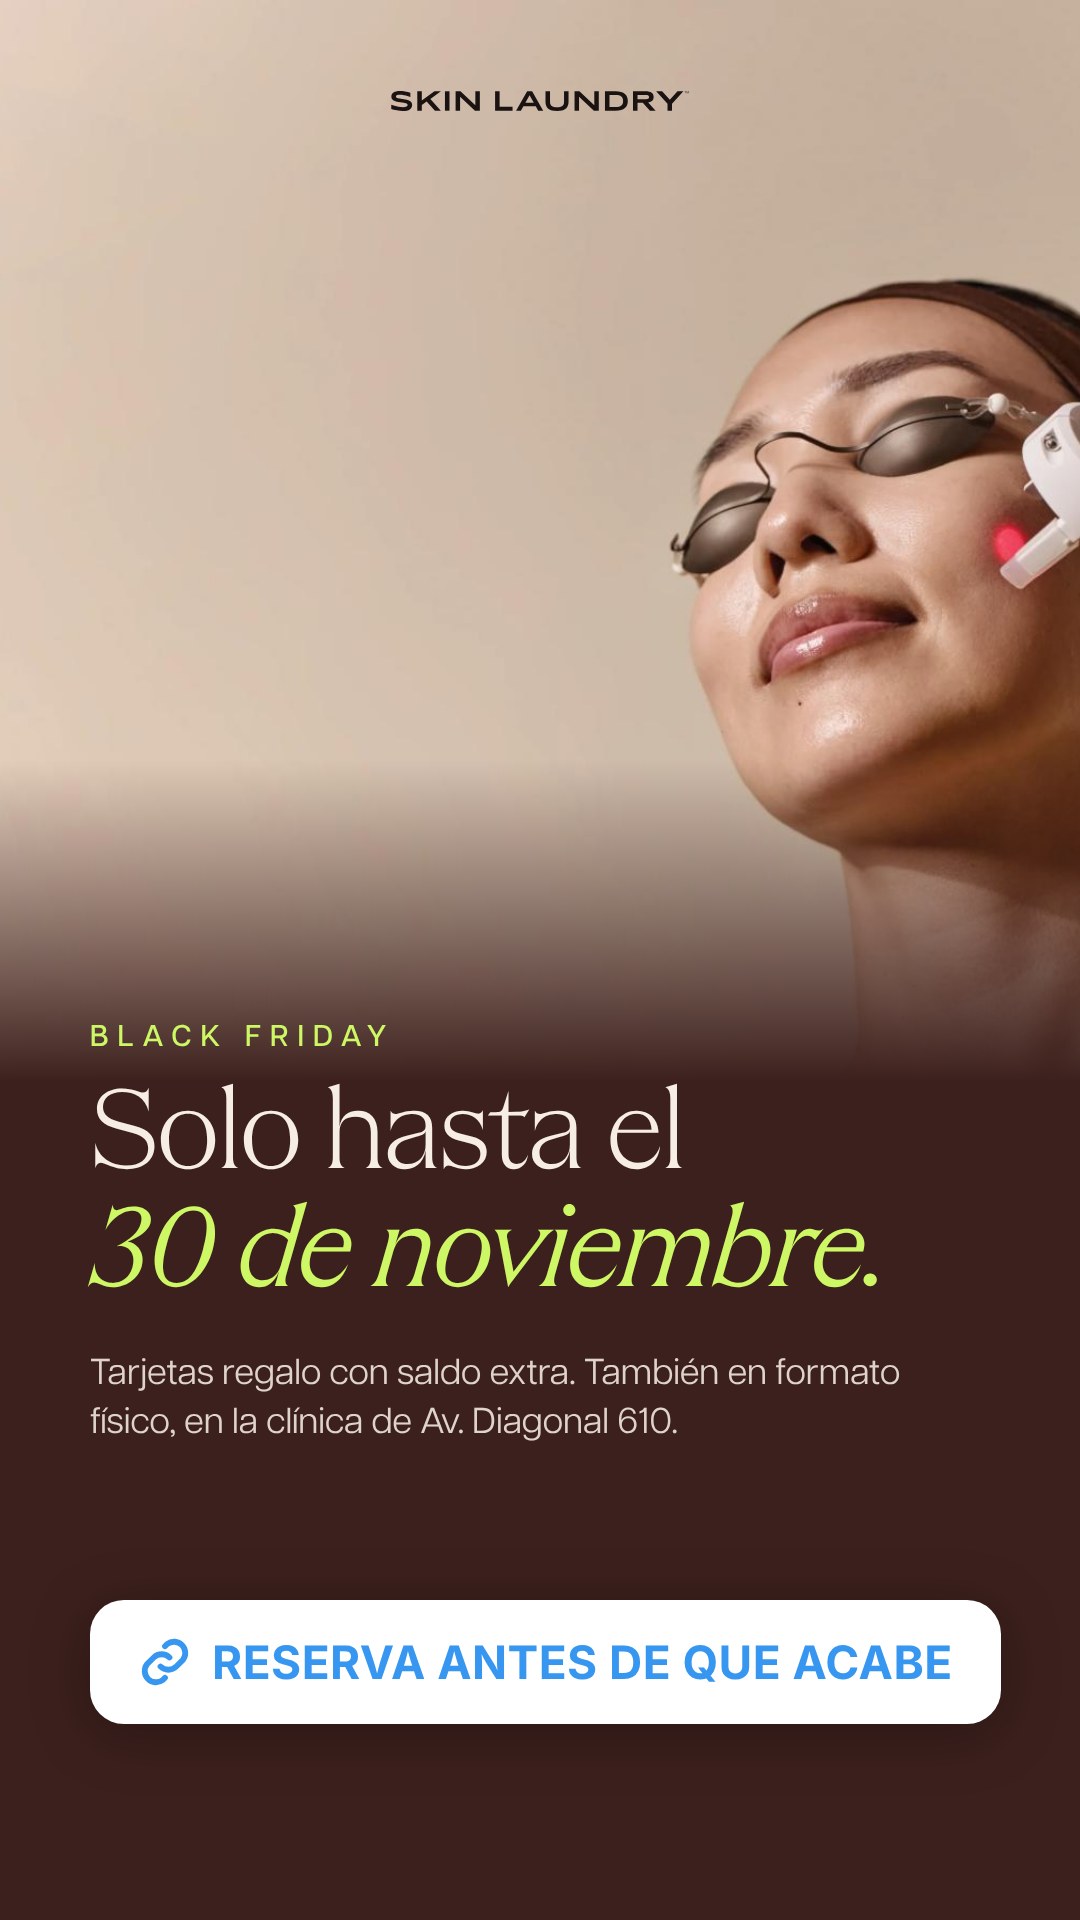 SKIN LAUNDRY™
BLACK FRIDAY
Solo hasta el
30 de noviembre.
Tarjetas regalo con saldo extra. También en formato
físico, en la clínica de Av. Diagonal 610.
RESERVA ANTES DE QUE ACABE